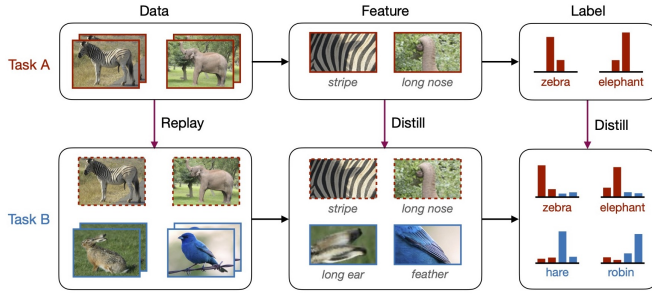 Data
Feature
Label
Task A
stripe
long nose
zebra
elephant
Replay
Distill
Distill
Task B
stripe
long nose
zebra
elephant
long ear
feather
hare
robin